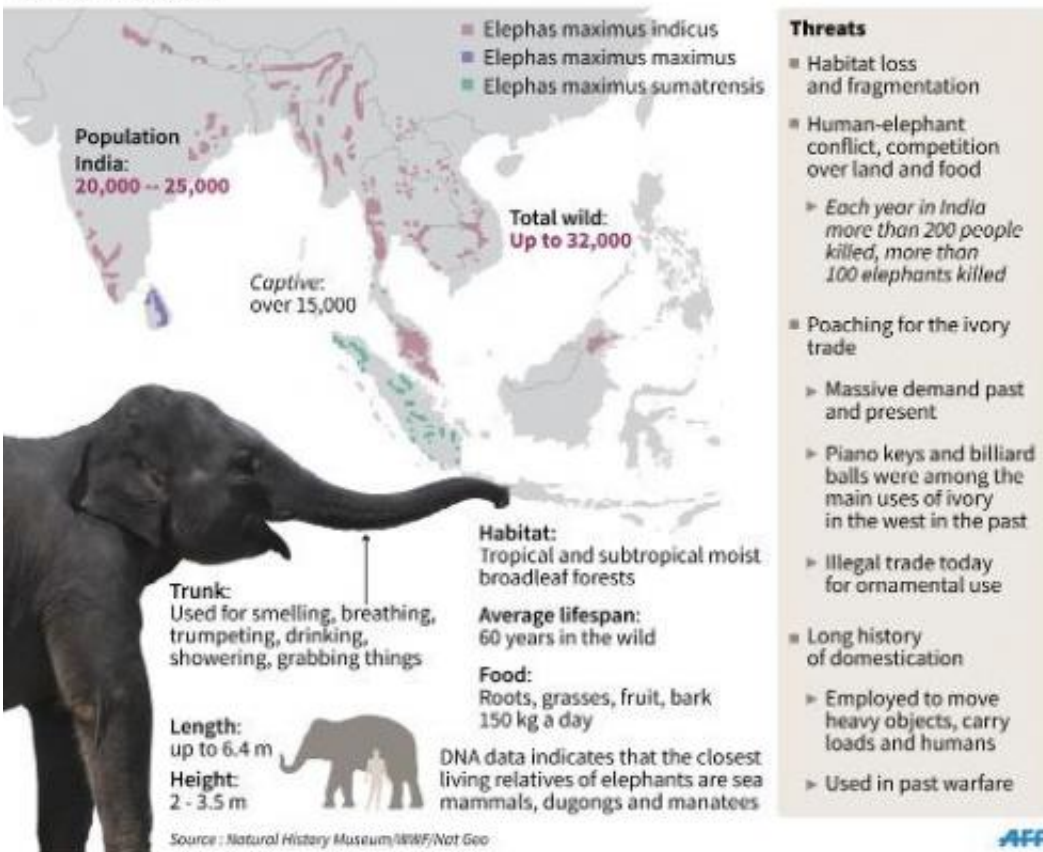 Elephas maximus indicus
Elephas maximus maximus
Elephas maximus sumatrensis
Population
India:
20,000 -- 25,000
Total wild:
Up to 32,000
Captive:
over 15,000
Trunk:
Used for smelling, breathing,
trumpeting, drinking,
showering, grabbing things
Length:
up to 6.4 m
Height:
2 - 3.5 m
Habitat:
Tropical and subtropical moist
broadleaf forests
Average lifespan:
60 years in the wild
Food:
Roots, grasses, fruit, bark
150 kg a day
DNA data indicates that the closest
living relatives of elephants are sea
mammals, dugongs and manatees
Source : Natural History Museum/WWF/Nat Geo
Threats
Habitat loss
and fragmentation
Human-elephant
conflict, competition
over land and food
Each year in India
more than 200 people
killed, more than
100 elephants killed
Poaching for the ivory
trade
Massive demand past
and present
Piano keys and billiard
balls were among the
main uses of ivory
in the west in the past
Illegal trade today
for ornamental use
Long history
of domestication
Employed to move
heavy objects, carry
loads and humans
Used in past warfare
AFP